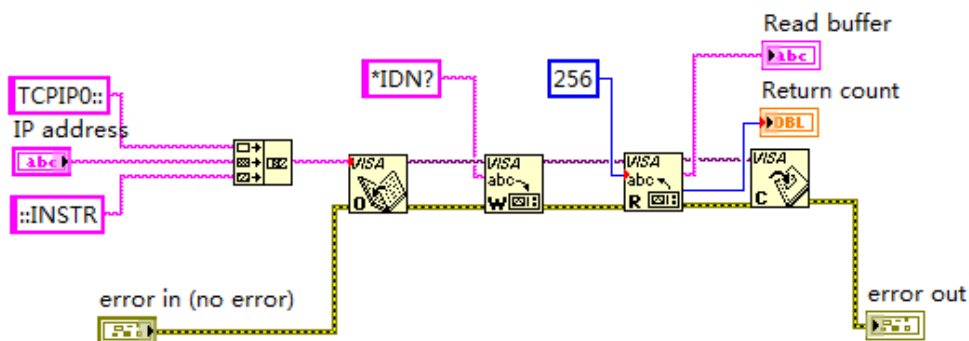 Read buffer
abc
TCPIP0::
*IDN?
256
Return count
DBL
IP address
abc
VISA
O
VISA
abc
W
VISA
abc
R
VISA
C
::INSTR
error in (no error)
error out